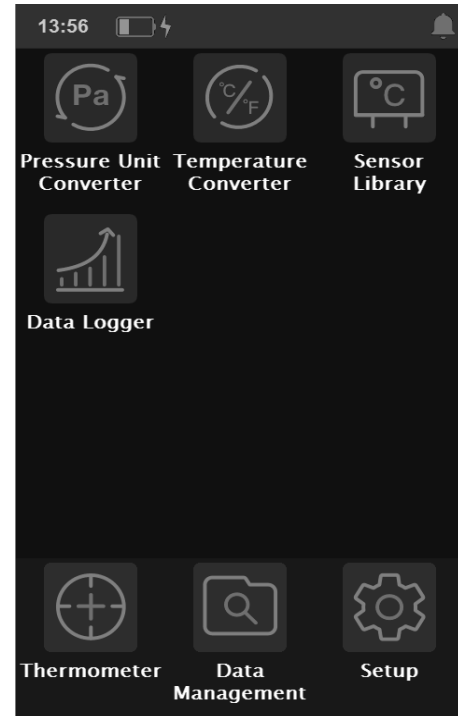 13:56
Pa
°C/°F
°C
Pressure Unit
Converter
Temperature
Converter
Sensor
Library
Data Logger
Thermometer
Data
Management
Setup